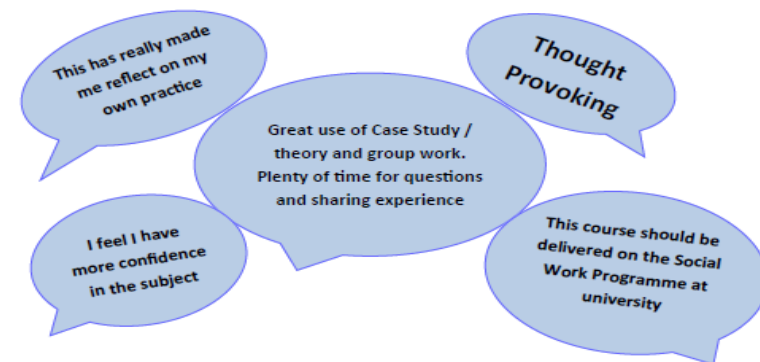 This has really made
me reflect on my
own practice
Thought
Provoking
Great use of Case Study /
theory and group work.
Plenty of time for questions
and sharing experience
I feel I have
more confidence
in the subject
This course should be
delivered on the Social
Work Programme at
university